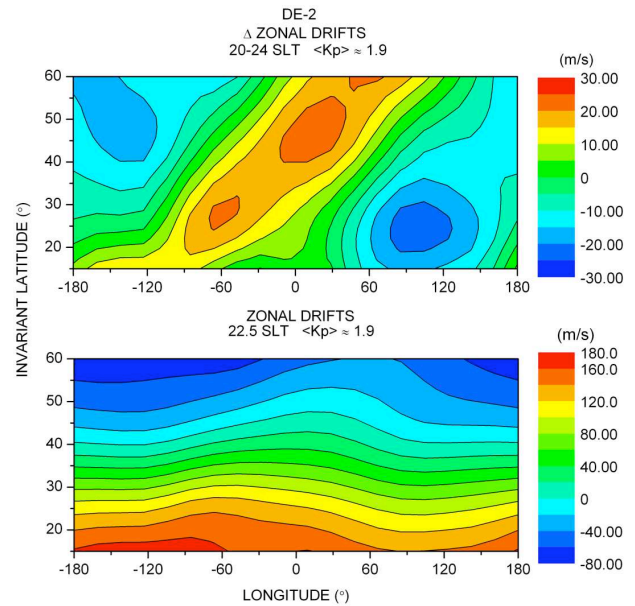 DE-2
Δ ZONAL DRIFTS
20-24 SLT <Kp> ≈ 1.9
(m/s)
60
50
40
30
20
-180 -120 -60 0 60 120 180
30.00
20.00
10.00
0
-10.00
-20.00
-30.00
INVARIANT LATITUDE (°)
ZONAL DRIFTS
22.5 SLT <Kp> ≈ 1.9
(m/s)
60
50
40
30
20
-180 -120 -60 0 60 120 180
180.0
160.0
120.0
80.00
40.00
0
-40.00
-80.00
LONGITUDE (°)